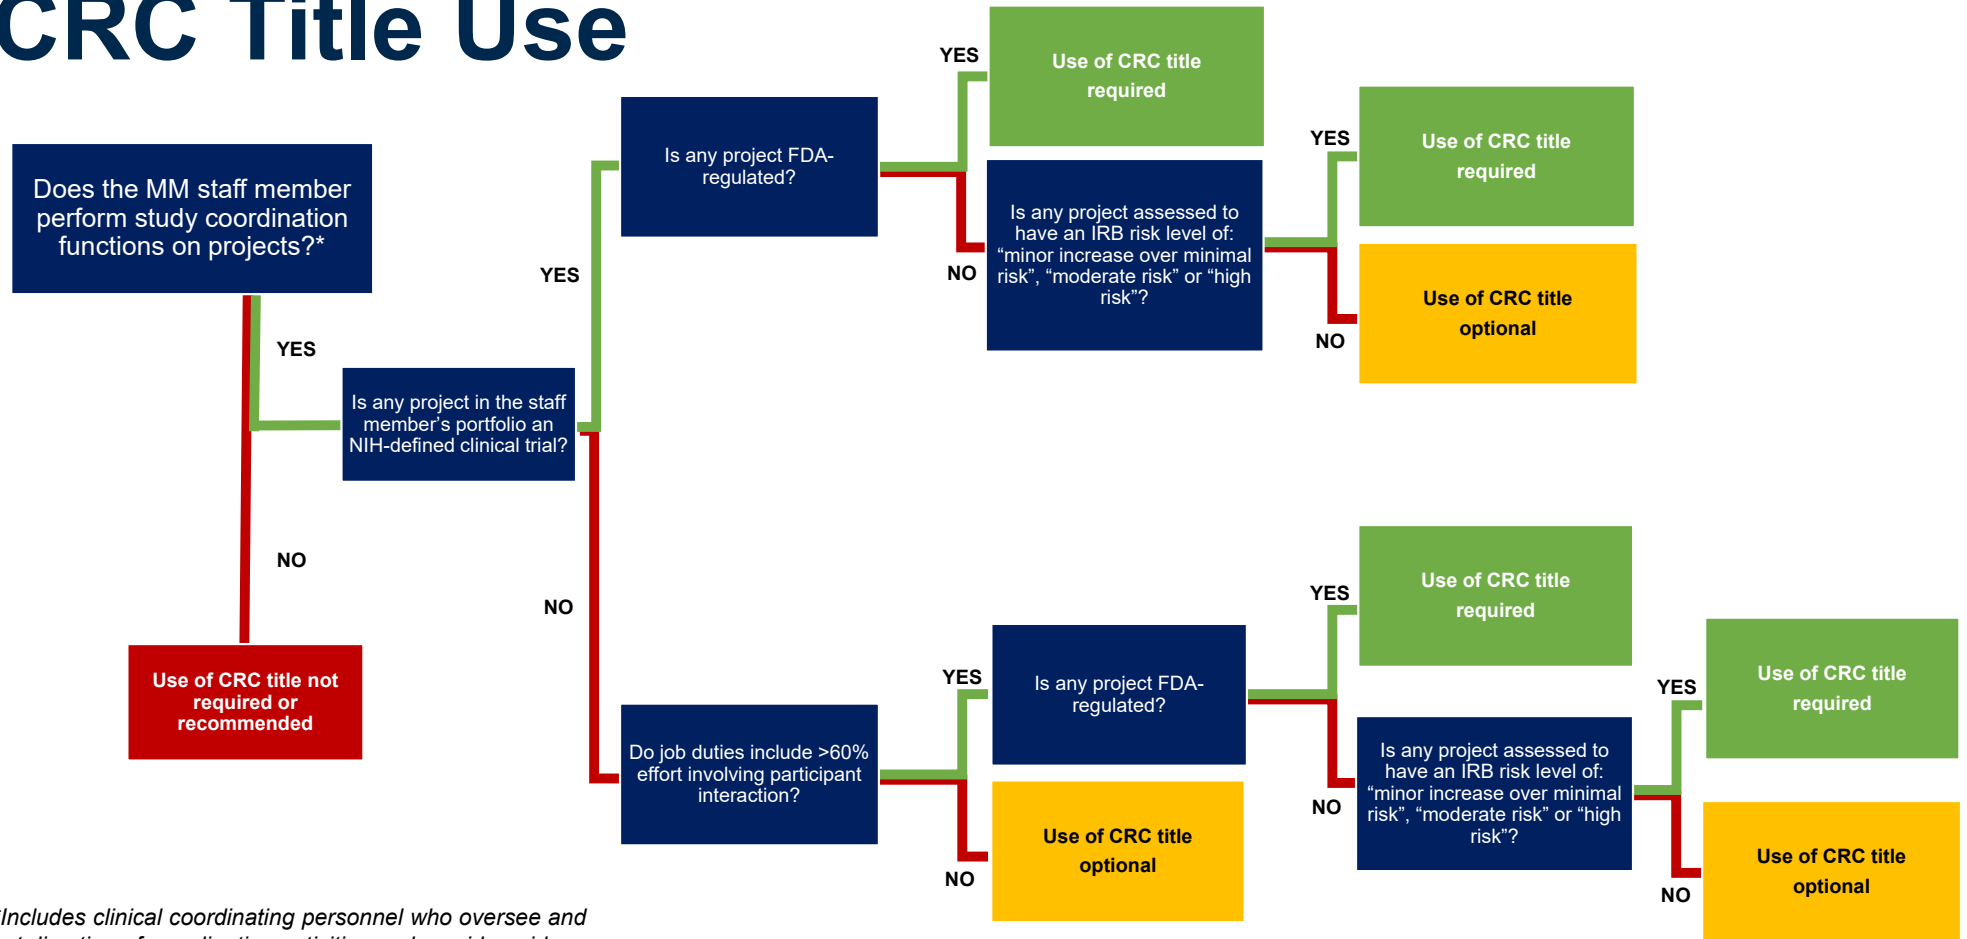 CRC Title Use
Does the MM staff member
perform study coordination
functions on projects?*
YES
NO
Use of CRC title not
required or
recommended
Is any project in the staff
member’s portfolio an
NIH-defined clinical trial?
YES
NO
Is any project FDA-
regulated?
YES
NO
Use of CRC title
required
Is any project assessed to
have an IRB risk level of:
“minor increase over minimal
risk”, “moderate risk” or “high
risk”?
YES
NO
Use of CRC title
required
Use of CRC title
optional
Do job duties include >60%
effort involving participant
interaction?
YES
NO
Is any project FDA-
regulated?
Use of CRC title
optional
YES
NO
Use of CRC title
required
Is any project assessed to
have an IRB risk level of:
“minor increase over minimal
risk”, “moderate risk” or “high
risk”?
YES
NO
Use of CRC title
required
Use of CRC title
optional
Includes clinical coordinating personnel who oversee and